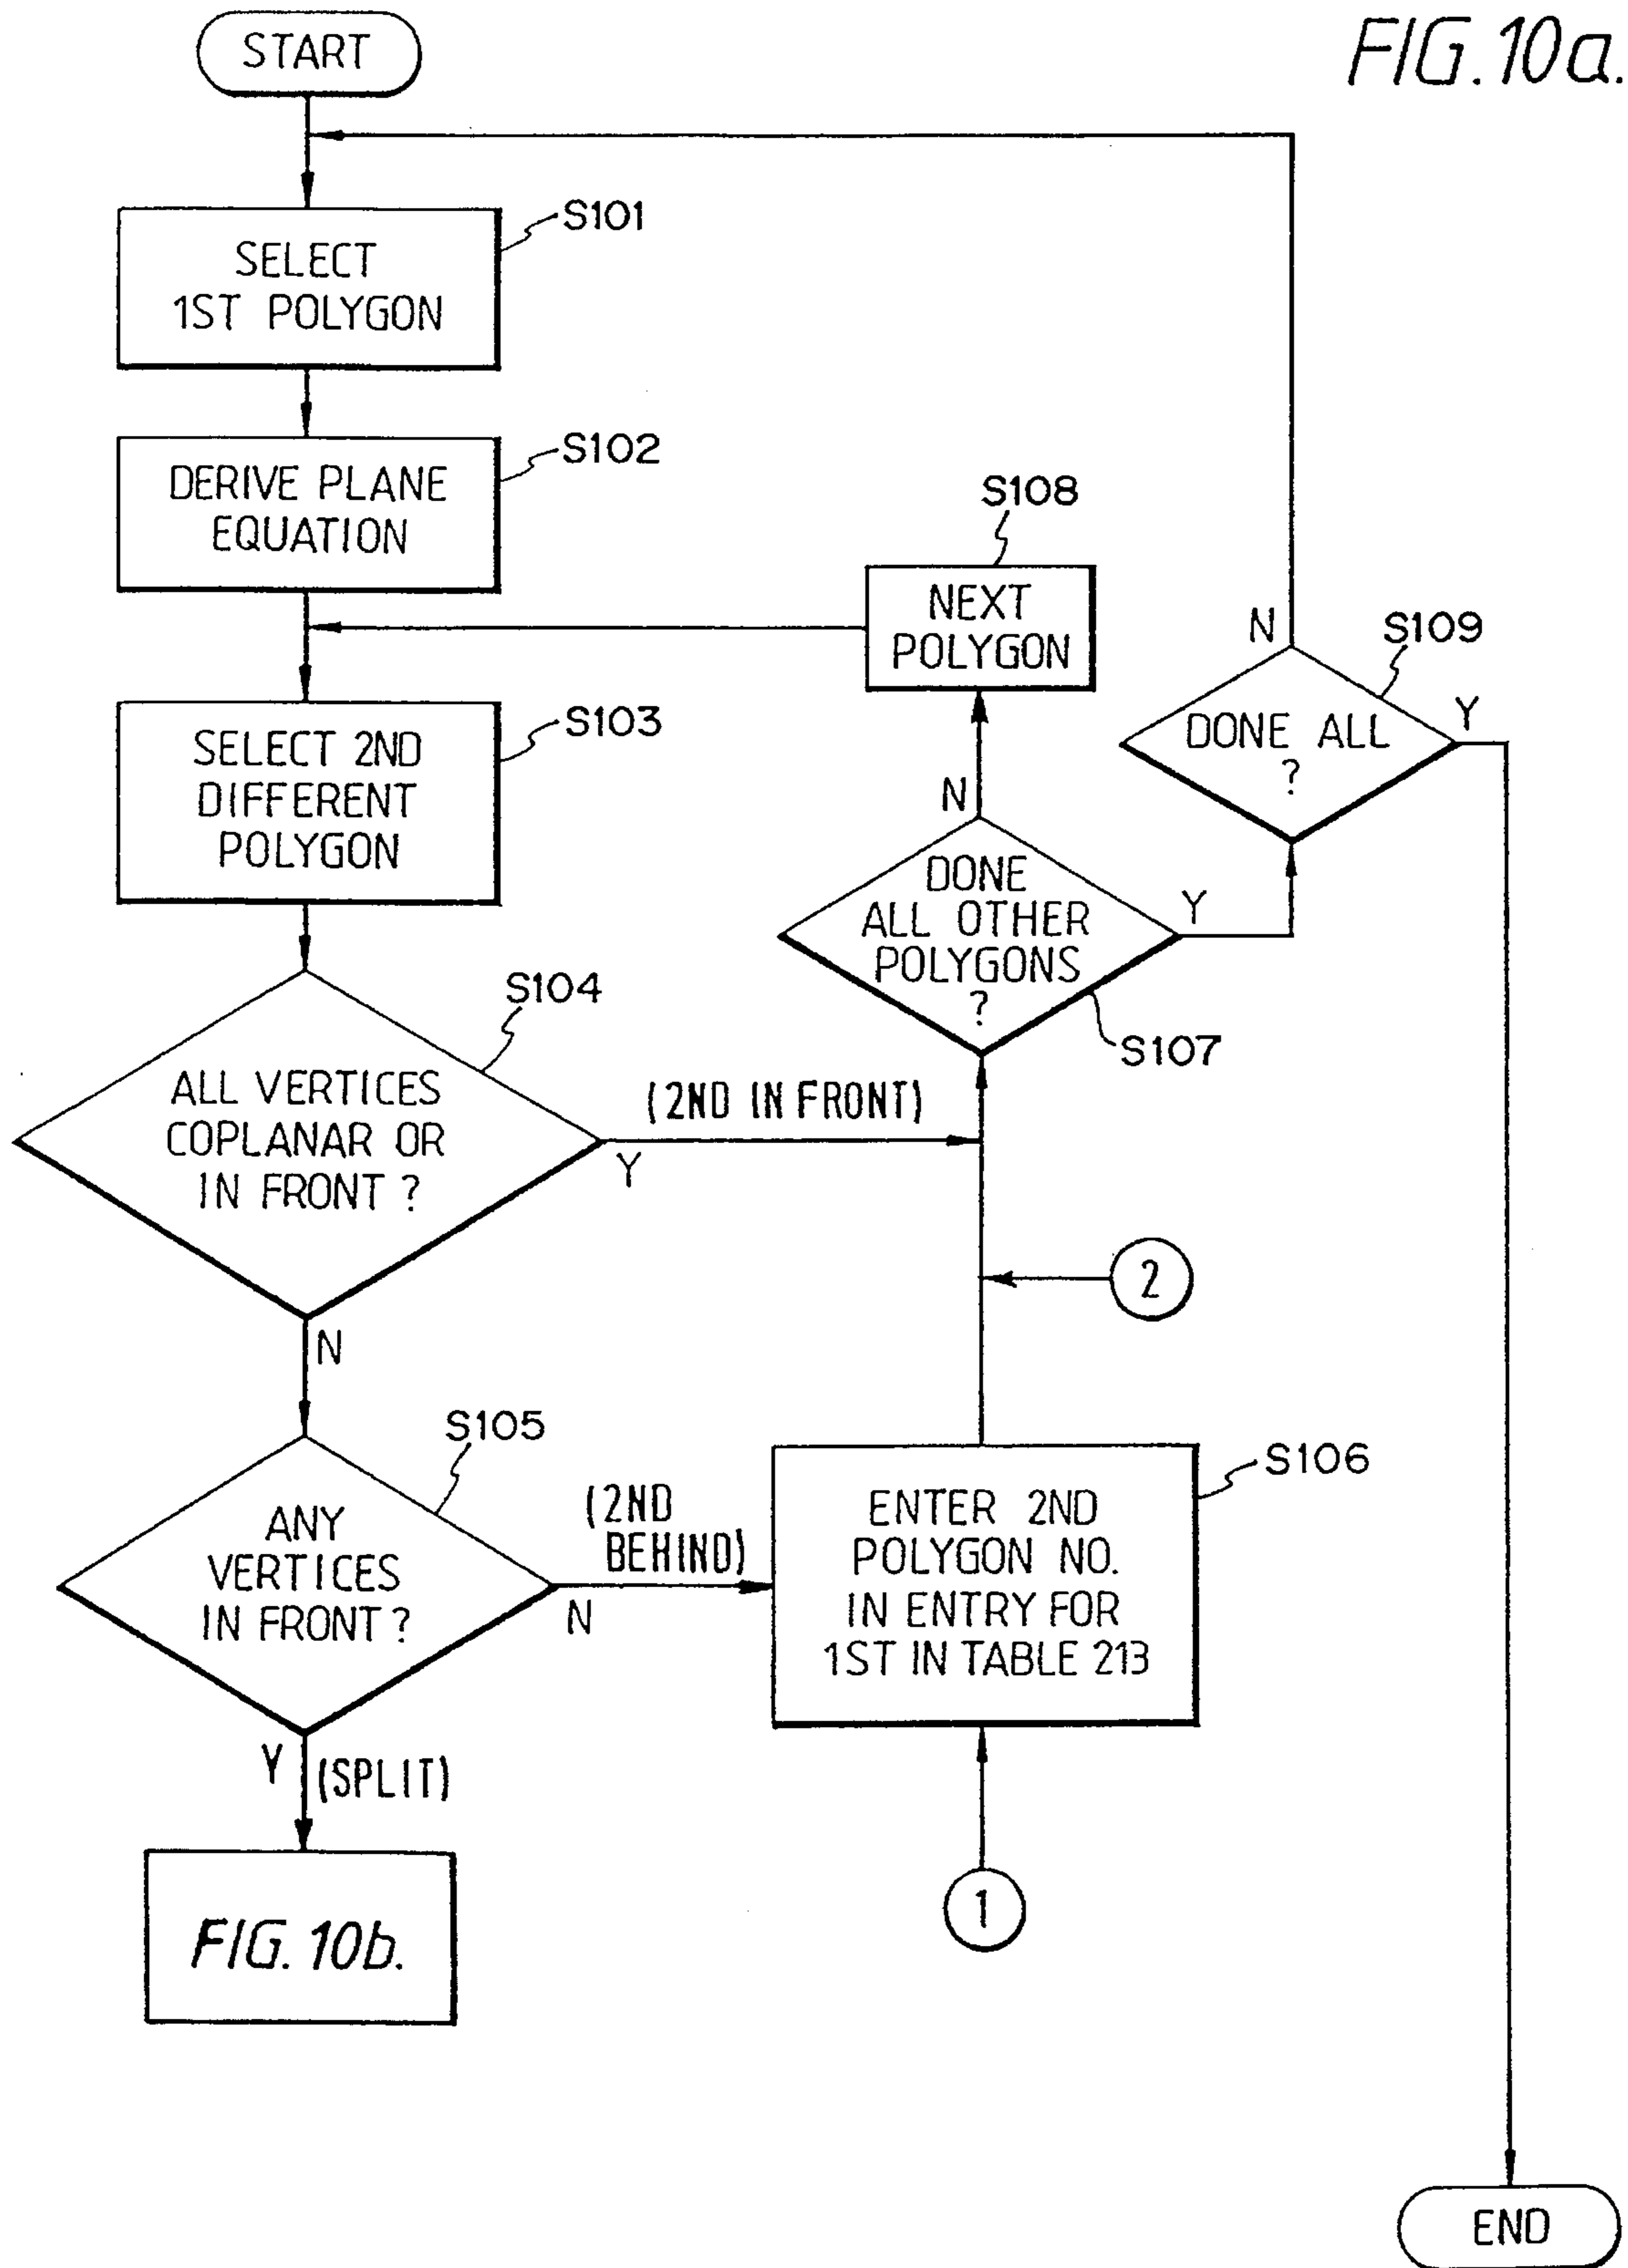 FIG. 10a.
START
S101
SELECT
1ST POLYGON
S102
DERIVE PLANE
EQUATION
S103
SELECT 2ND
DIFFERENT
POLYGON
S108
NEXT
POLYGON
N
S109
DONE ALL
?
Y
N
DONE
ALL OTHER
POLYGONS
?
Y
S107
S104
ALL VERTICES
COPLANAR OR
IN FRONT ?
(2ND IN FRONT)
Y
N
2
S105
ANY
VERTICES
IN FRONT ?
(2ND
BEHIND)
N
S106
ENTER 2ND
POLYGON NO.
IN ENTRY FOR
1ST IN TABLE 213
Y
(SPLIT)
FIG. 10b.
1
END